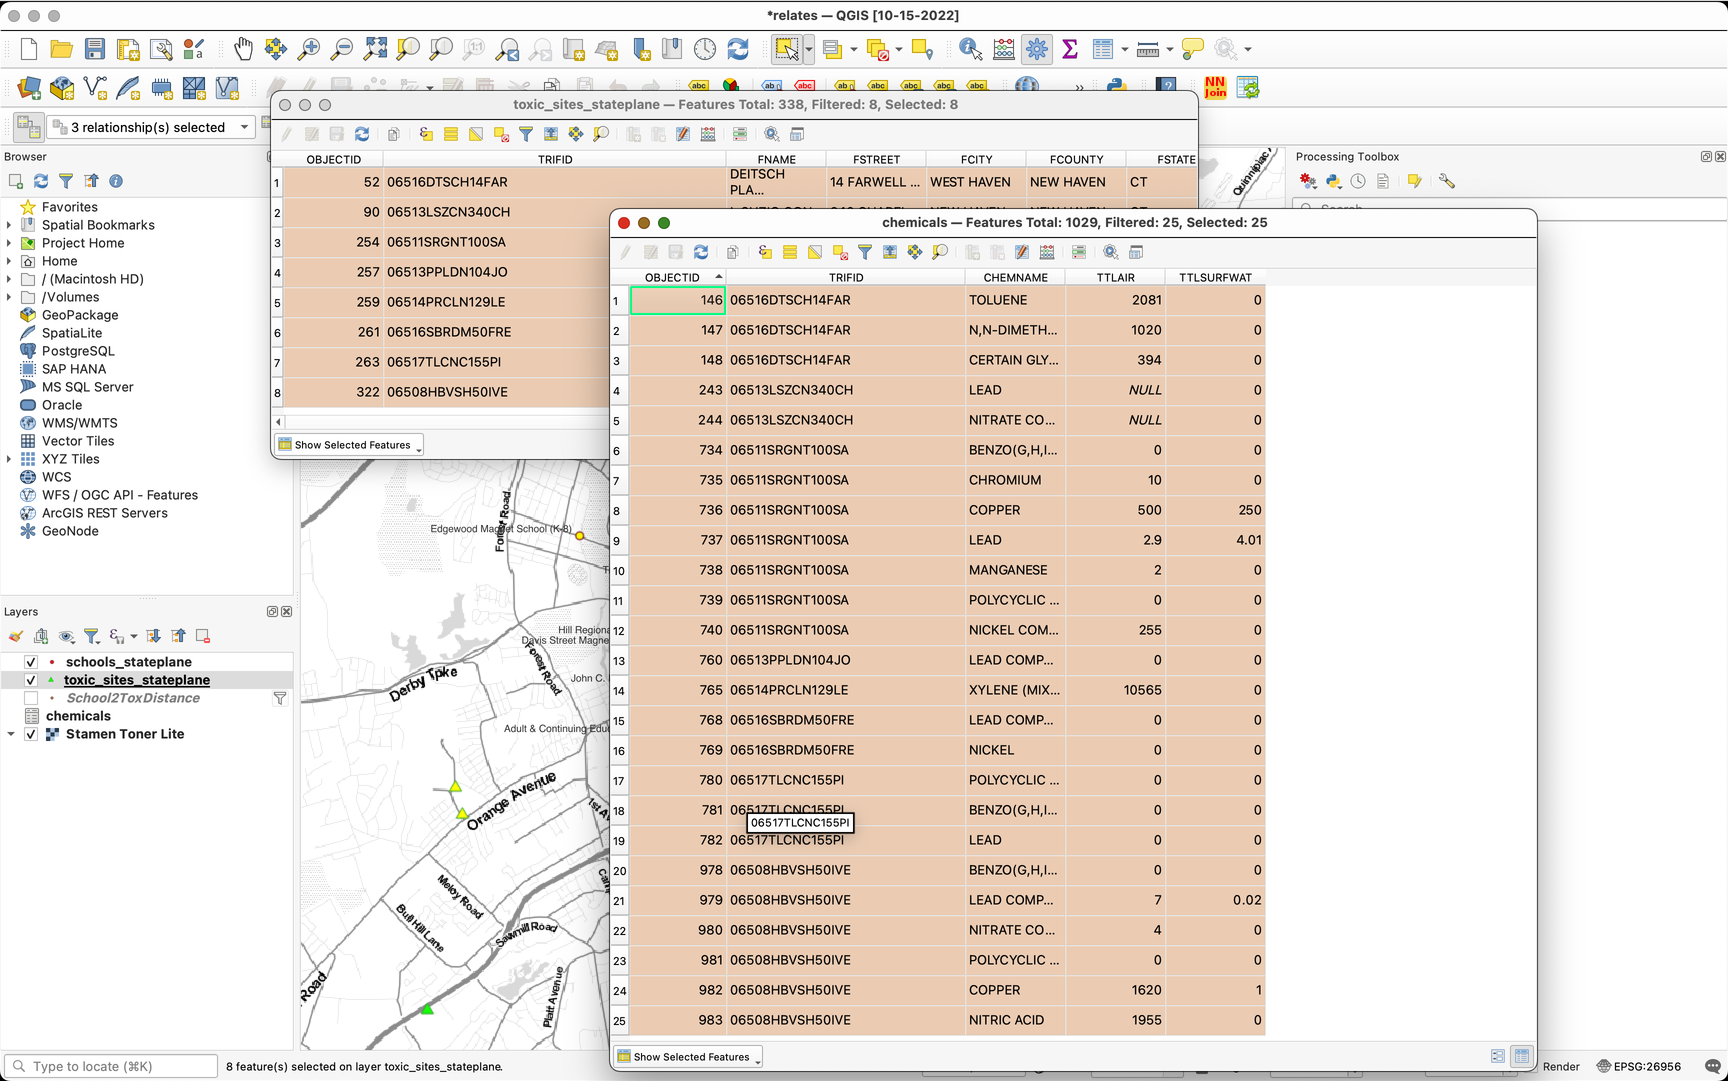 *relates — QGIS [10-15-2022]
3 relationship(s) selected
NN
Join
toxic_sites_stateplane — Features Total: 338, Filtered: 8, Selected: 8
OBJECTID TRIFID FNAME FSTREET FCITY FCOUNTY FSTATE
1 52 06516DTSCH14FAR DEITSCH PLA... 14 FARWELL ... WEST HAVEN NEW HAVEN CT
2 90 06513LSZCN340CH
3 254 06511SRGNT100SA
4 257 06513PPLDN104JO
5 259 06514PRCLN129LE
6 261 06516SBRDM50FRE
7 263 06517TLCNC155PI
8 322 06508HBVSH50IVE
Show Selected Features
Browser
Favorites
Spatial Bookmarks
Project Home
Home
/ (Macintosh HD)
/Volumes
GeoPackage
SpatiaLite
PostgreSQL
SAP HANA
MS SQL Server
Oracle
WMS/WMTS
Vector Tiles
XYZ Tiles
WCS
WFS / OGC API - Features
ArcGIS REST Servers
GeoNode
Layers
schools_stateplane
toxic_sites_stateplane
School2ToxDistance
chemicals
Stamen Toner Lite
Processing Toolbox
chemicals — Features Total: 1029, Filtered: 25, Selected: 25
OBJECTID TRIFID CHEMNAME TTLAIR TTLSURFWAT
1 146 06516DTSCH14FAR TOLUENE 2081 0
2 147 06516DTSCH14FAR N,N-DIMETH... 1020 0
3 148 06516DTSCH14FAR CERTAIN GLY... 394 0
4 243 06513LSZCN340CH LEAD NULL 0
5 244 06513LSZCN340CH NITRATE CO... NULL 0
6 734 06511SRGNT100SA BENZO(G,H,I... 0 0
7 735 06511SRGNT100SA CHROMIUM 10 0
8 736 06511SRGNT100SA COPPER 500 250
9 737 06511SRGNT100SA LEAD 2.9 4.01
10 738 06511SRGNT100SA MANGANESE 2 0
11 739 06511SRGNT100SA POLYCYCLIC ... 0 0
12 740 06511SRGNT100SA NICKEL COM... 255 0
13 760 06513PPLDN104JO LEAD COMP... 0 0
14 765 06514PRCLN129LE XYLENE (MIX... 10565 0
15 768 06516SBRDM50FRE LEAD COMP... 0 0
16 769 06516SBRDM50FRE NICKEL 0 0
17 780 06517TLCNC155PI POLYCYCLIC ... 0 0
18 781 06517TLCNC155PI BENZO(G,H,I... 0 0
06517TLCNC155PI
19 782 06517TLCNC155PI LEAD 0 0
20 978 06508HBVSH50IVE BENZO(G,H,I... 0 0
21 979 06508HBVSH50IVE LEAD COMP... 7 0.02
22 980 06508HBVSH50IVE NITRATE CO... 4 0
23 981 06508HBVSH50IVE POLYCYCLIC ... 0 0
24 982 06508HBVSH50IVE COPPER 1620 1
25 983 06508HBVSH50IVE NITRIC ACID 1955 0
Show Selected Features
Edgewood Magnet School (K-8)
Forest Road
Hill Regiona
Davis Street Magne
Forest Road
John C.
Derby Tpke
Adult & Continuing Edu
Orange Avenue
Meloy Road
Bull Hill Lane
Sawmill Road
Platt Avenue
Road
Type to locate (⌘K)
8 feature(s) selected on layer toxic_sites_stateplane.
Render
EPSG:26956